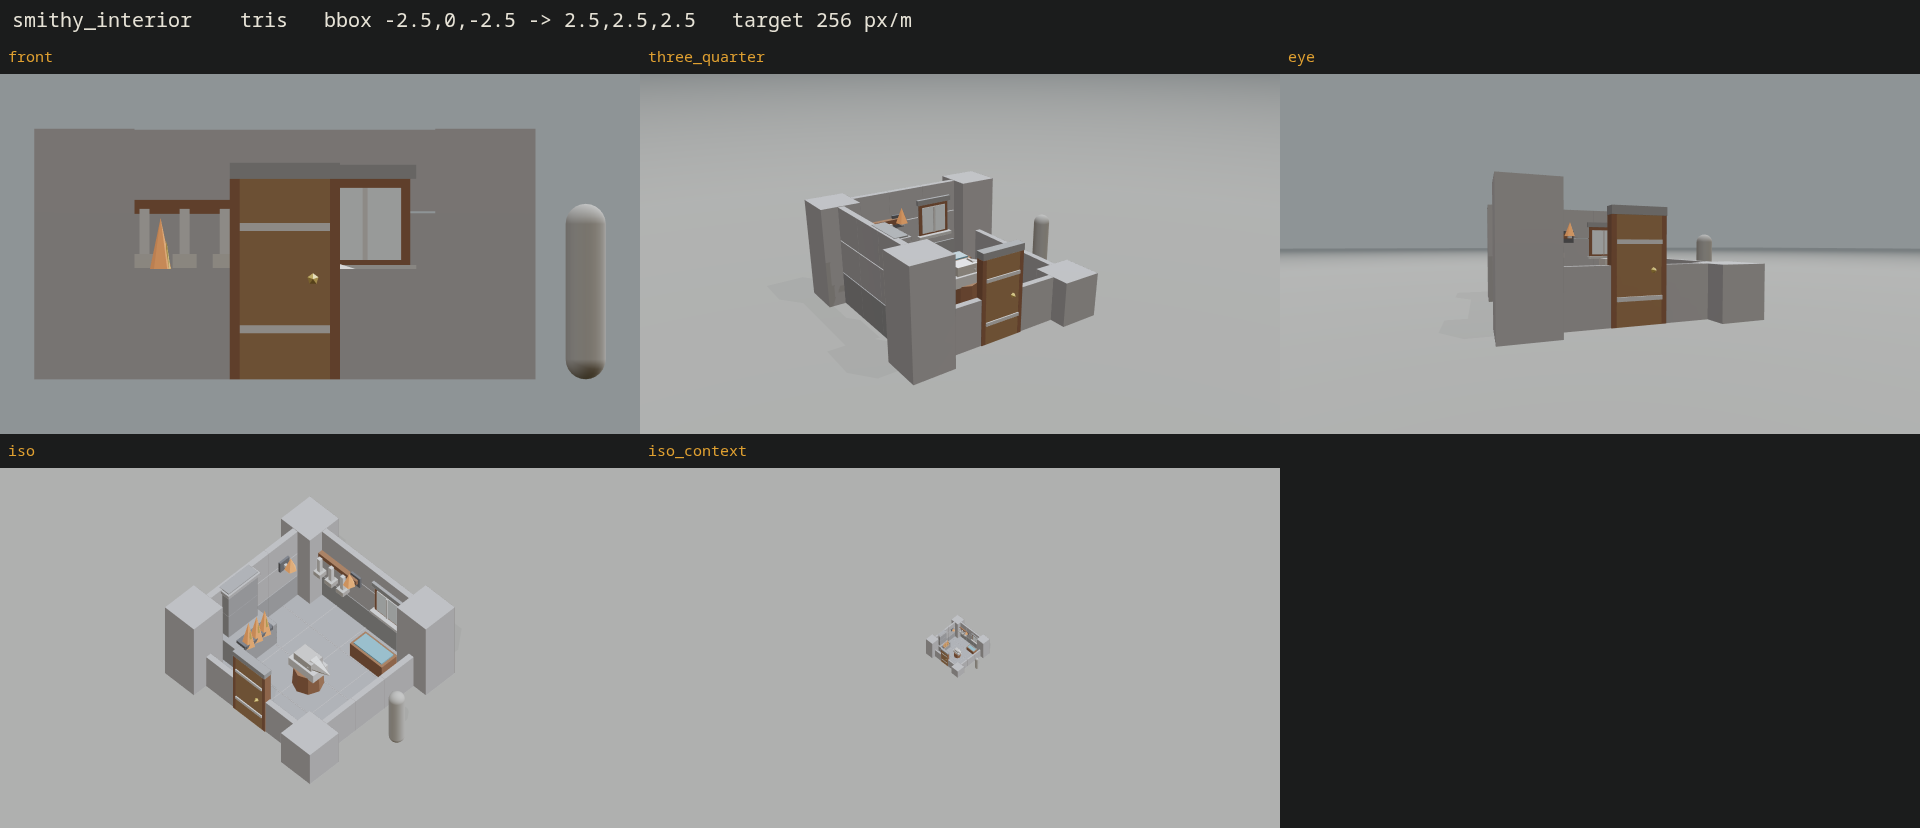 smithy_interior tris bbox -2.5,0,-2.5 -> 2.5,2.5,2.5 target 256 px/m
front three_quarter eye
iso iso_context